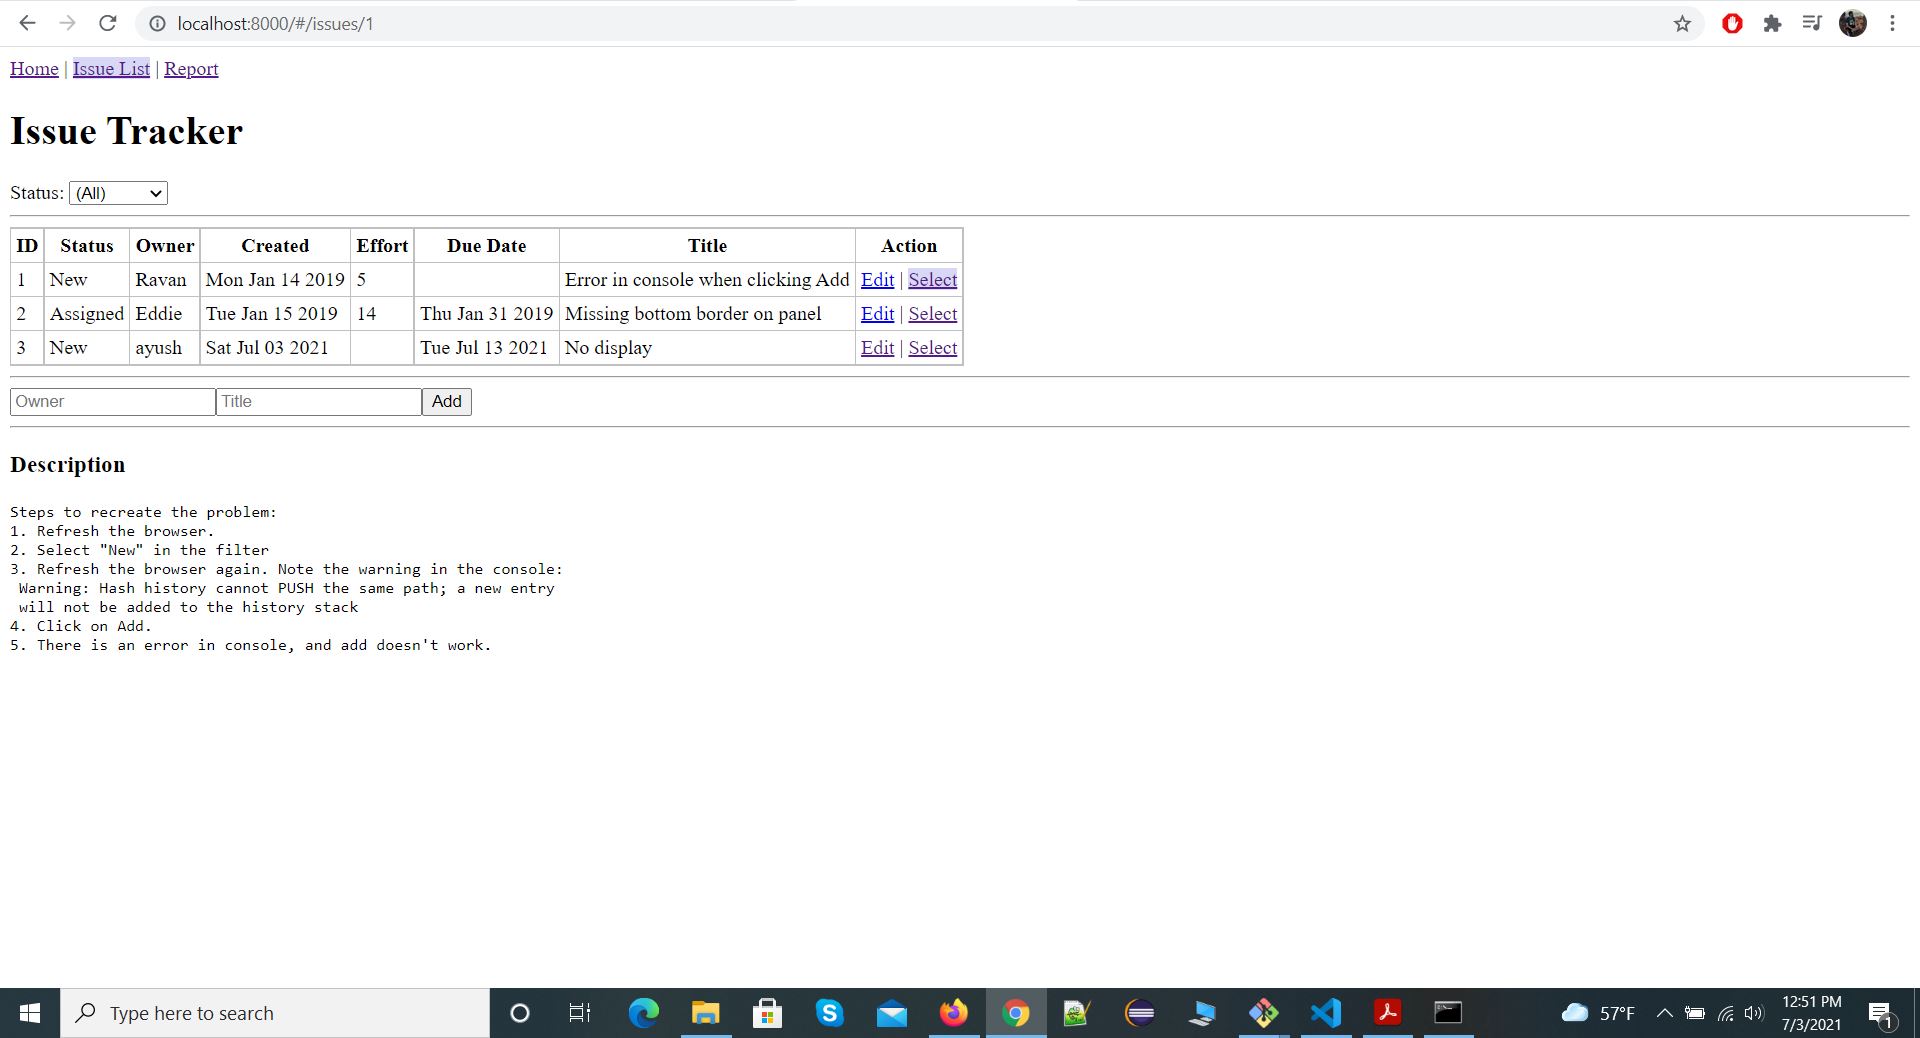 localhost:8000/#/issues/1
Home | Issue List | Report
Issue Tracker
Status: (All)
ID Status Owner Created Effort Due Date Title Action
1 New Ravan Mon Jan 14 2019 5 Error in console when clicking Add Edit | Select
2 Assigned Eddie Tue Jan 15 2019 14 Thu Jan 31 2019 Missing bottom border on panel Edit | Select
3 New ayush Sat Jul 03 2021 Tue Jul 13 2021 No display Edit | Select
Owner Title Add
Description
Steps to recreate the problem:
1. Refresh the browser.
2. Select "New" in the filter
3. Refresh the browser again. Note the warning in the console:
Warning: Hash history cannot PUSH the same path; a new entry
will not be added to the history stack
4. Click on Add.
5. There is an error in console, and add doesn't work.
Type here to search
57°F
12:51 PM
7/3/2021
1